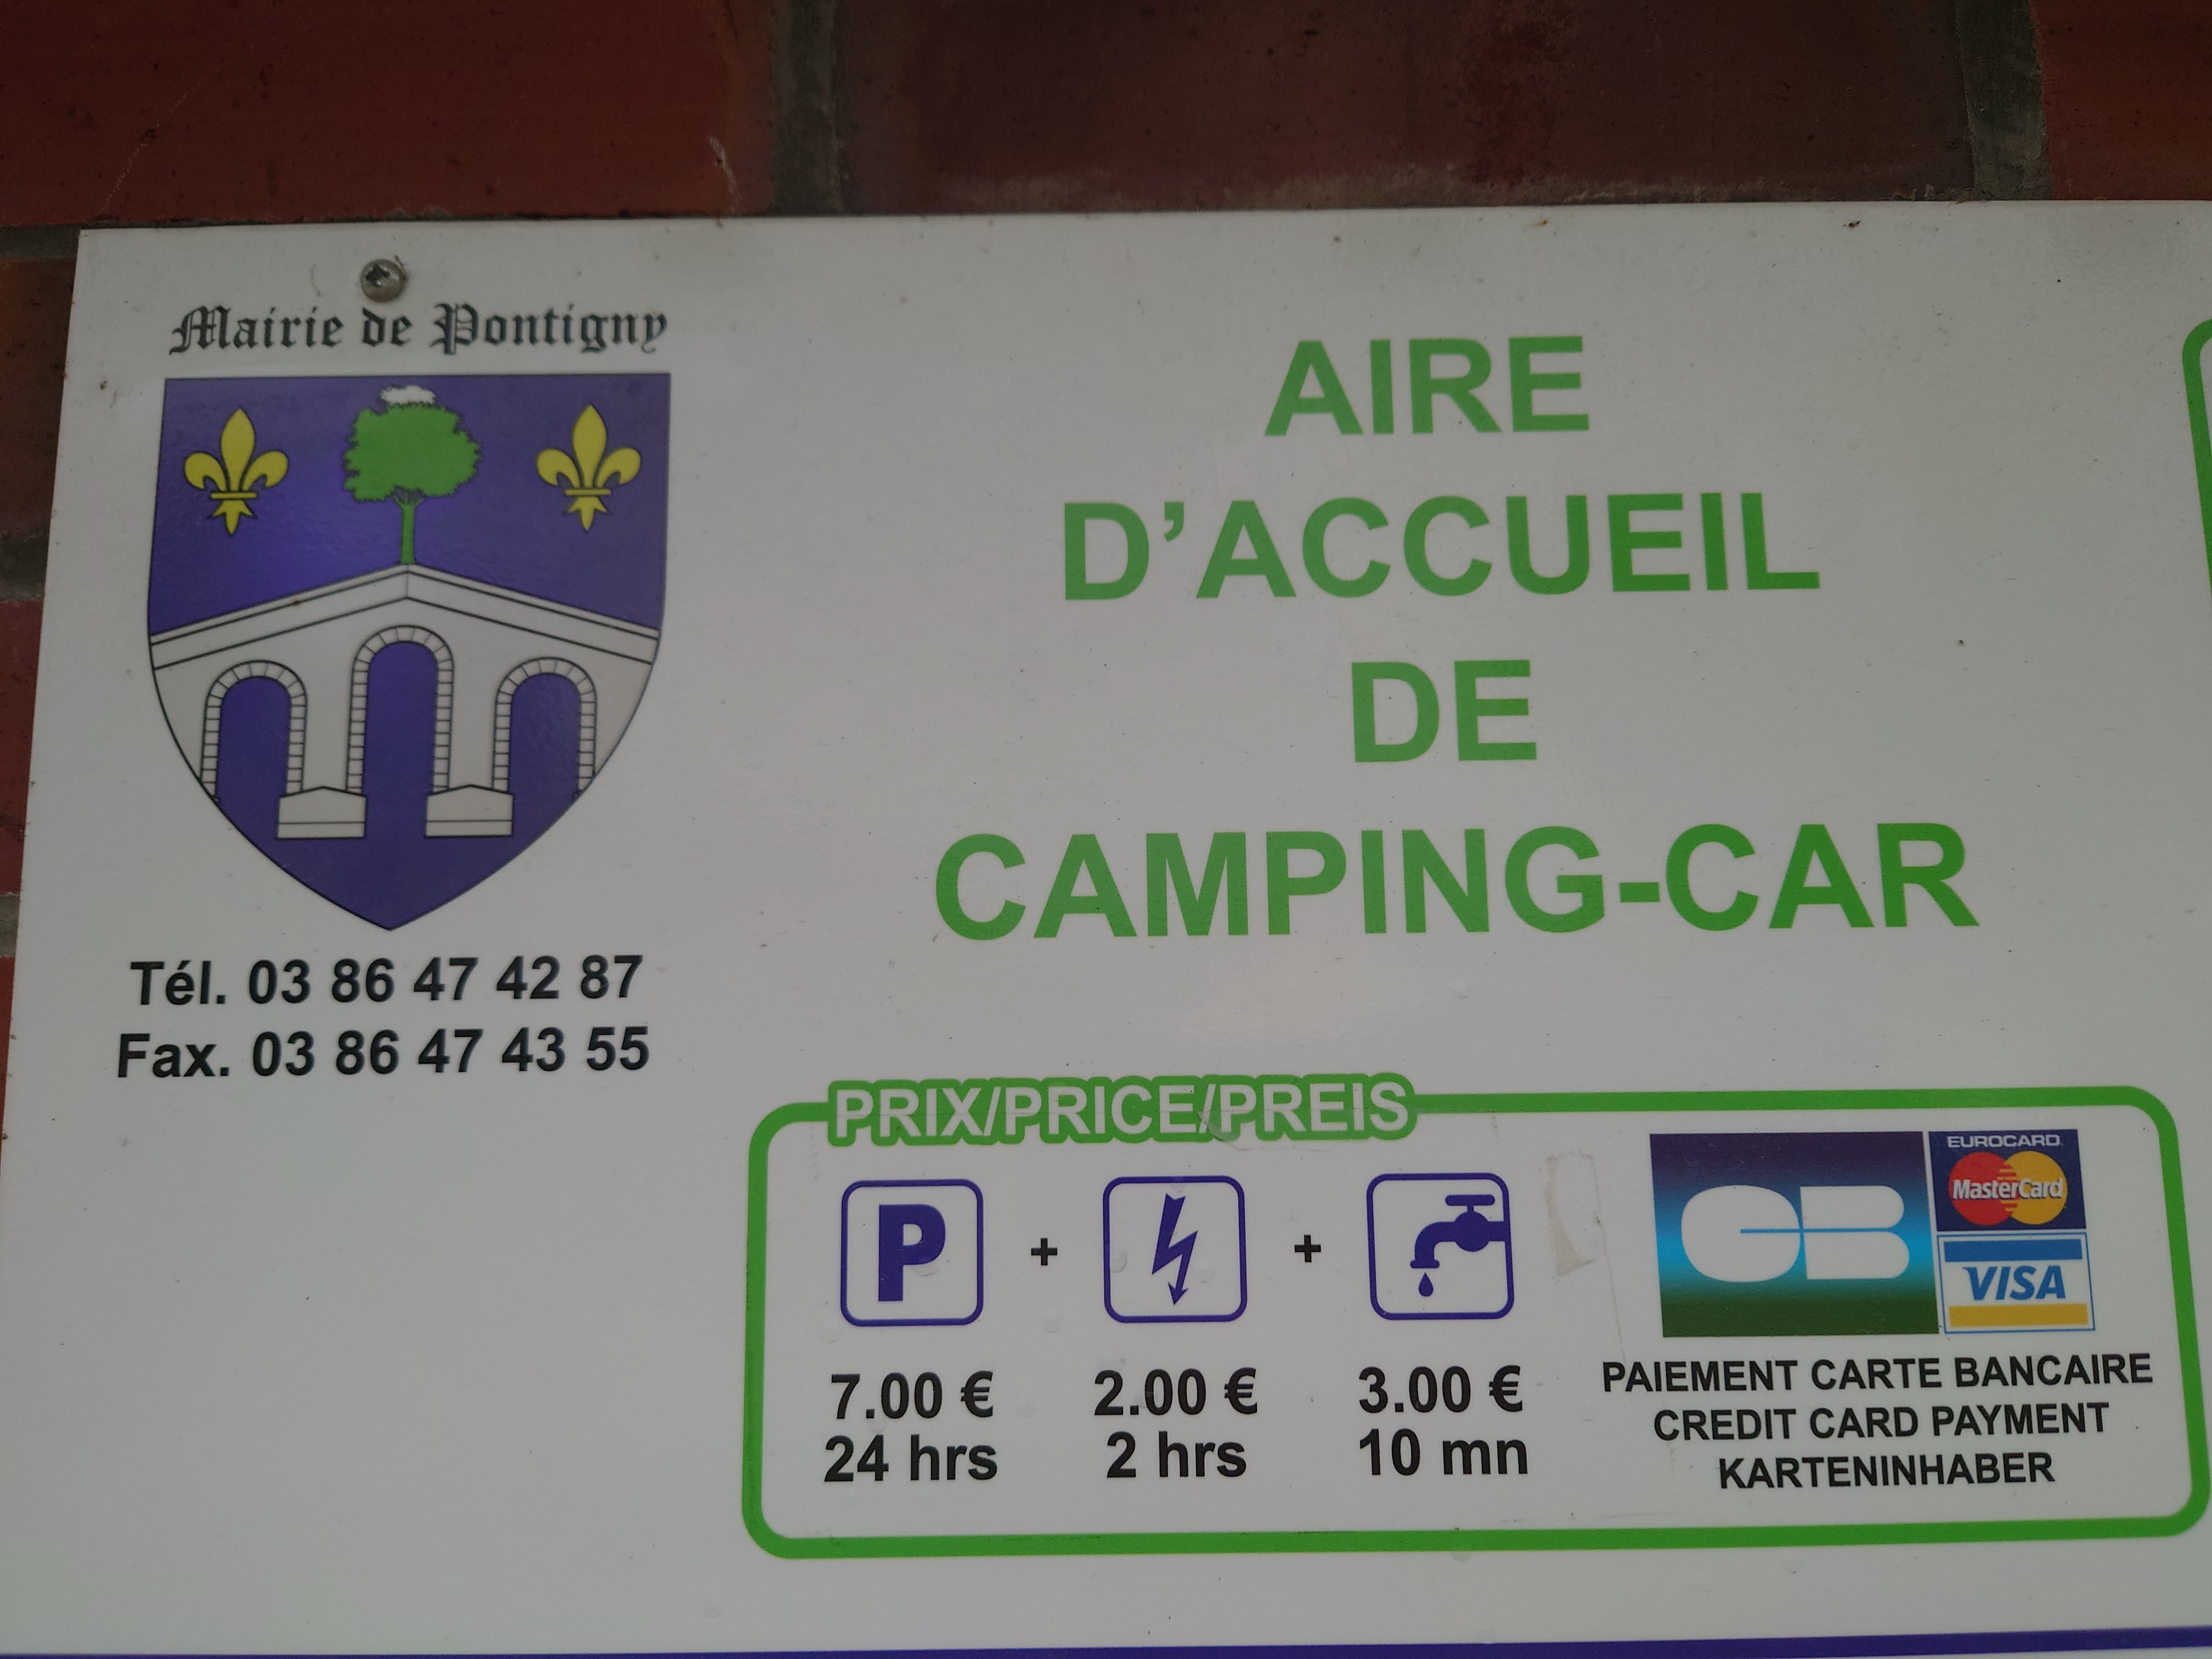 Mairie de Pontigny
Tél. 03 86 47 42 87
Fax. 03 86 47 43 55
AIRE
D'ACCUEIL
DE
CAMPING-CAR
PRIX/PRICE/PREIS
P + +
7.00 € 2.00 € 3.00 €
24 hrs 2 hrs 10 mn
CB
EUROCARD
MasterCard
VISA
PAIEMENT CARTE BANCAIRE
CREDIT CARD PAYMENT
KARTENINHABER